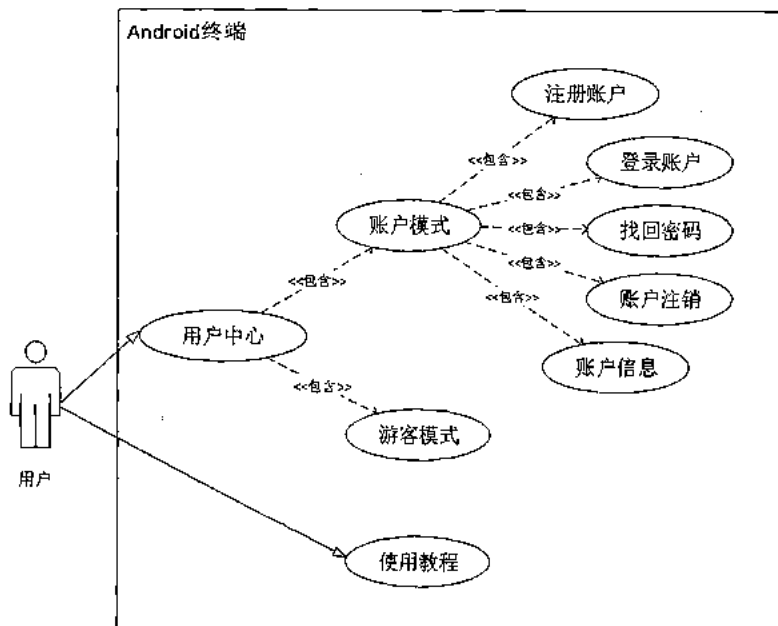 Android终端
注册账户
<<包含>>
登录账户
<<包含>>
账户模式
<<包含>>
找回密码
<<包含>>
账户注销
<<包含>>
<<包含>>
用户中心
账户信息
<<包含>>
游客模式
用户
使用教程